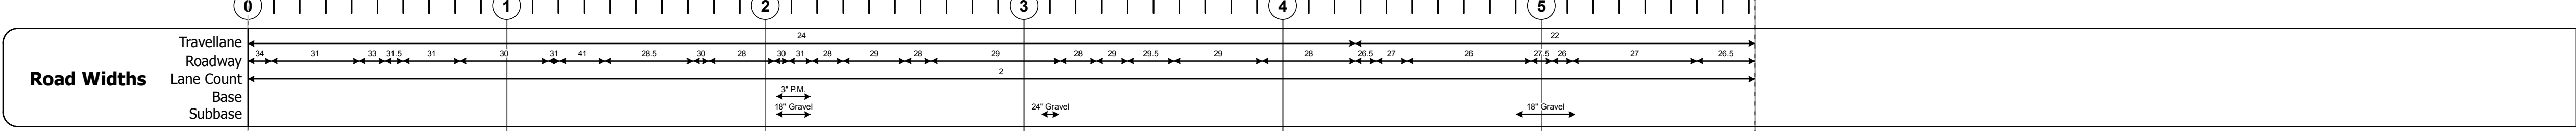 0 1 2 3 4 5
Travellane 24 22
Roadway 34 31 33 31.5 31 30 31 41 28.5 30 28 30 31 28 29 28 29 28 29 29.5 29 28 26.5 27 26 27.5 26 27 26.5
Road Widths
Lane Count 2
Base 3" P.M.
Subbase 18" Gravel 24" Gravel 18" Gravel